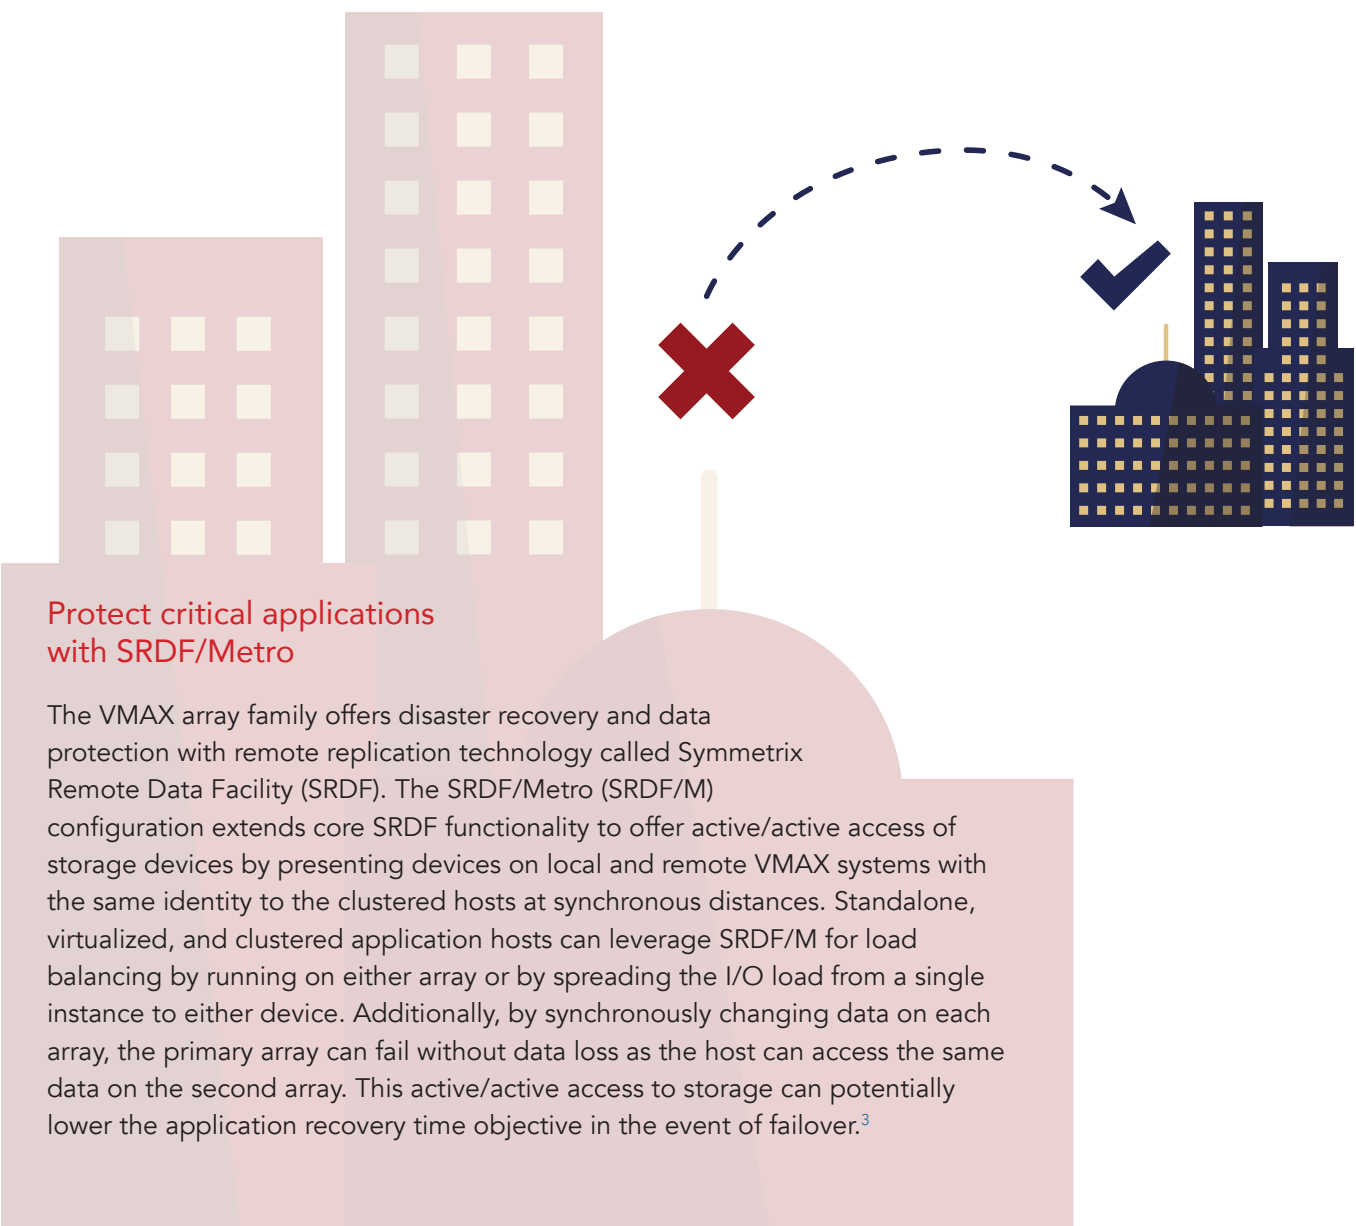 Protect critical applications
with SRDF/Metro
The VMAX array family offers disaster recovery and data
protection with remote replication technology called Symmetrix
Remote Data Facility (SRDF). The SRDF/Metro (SRDF/M)
configuration extends core SRDF functionality to offer active/active access of
storage devices by presenting devices on local and remote VMAX systems with
the same identity to the clustered hosts at synchronous distances. Standalone,
virtualized, and clustered application hosts can leverage SRDF/M for load
balancing by running on either array or by spreading the I/O load from a single
instance to either device. Additionally, by synchronously changing data on each
array, the primary array can fail without data loss as the host can access the same
data on the second array. This active/active access to storage can potentially
lower the application recovery time objective in the event of failover.3